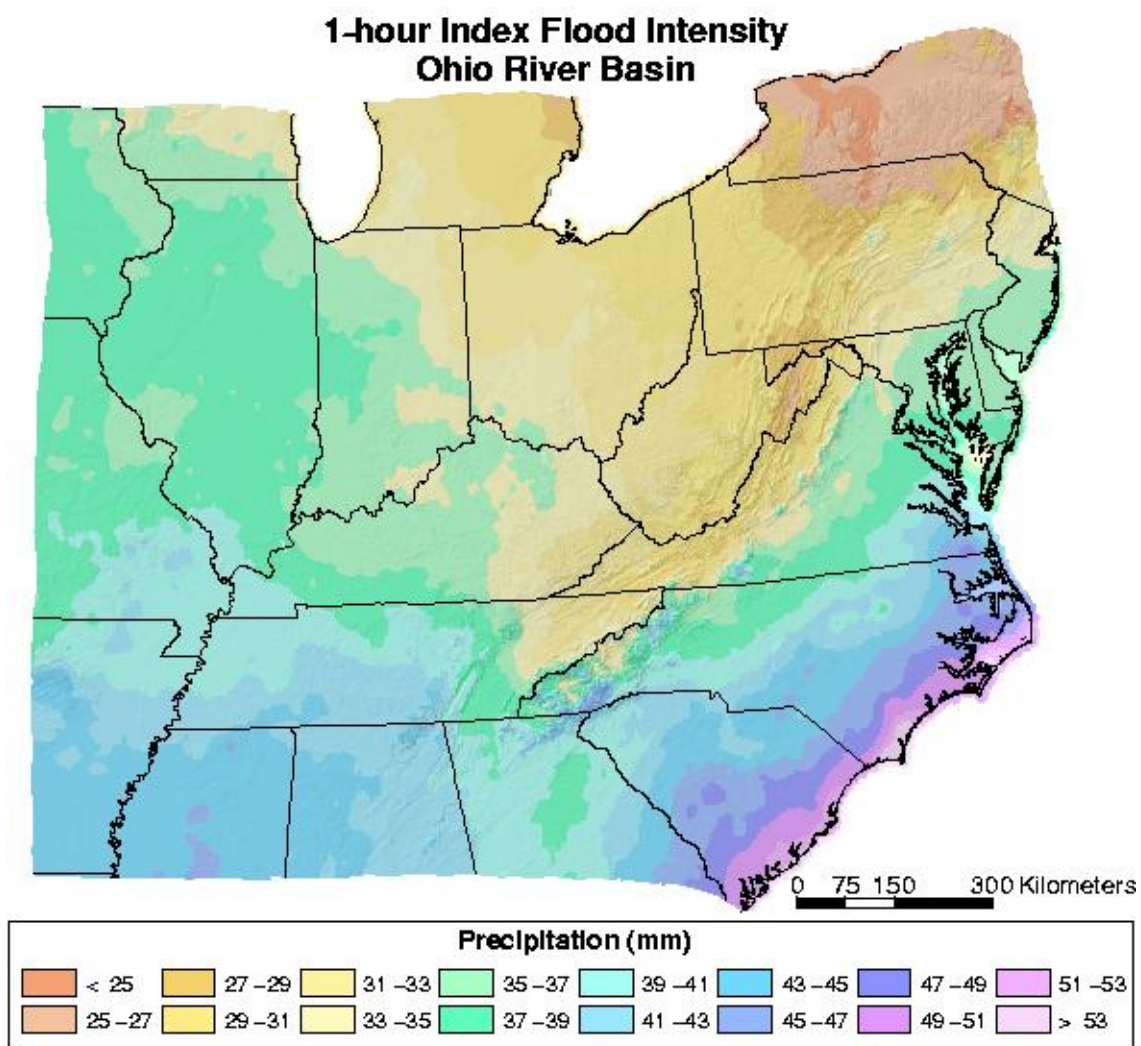 1-hour Index Flood Intensity
Ohio River Basin
0 75 150 300 Kilometers
Precipitation (mm)
< 25 27 -29 31 -33 35 -37 39 -41 43 -45 47 -49 51 -53
25 -27 29 -31 33 -35 37 -39 41 -43 45 -47 49 -51 > 53